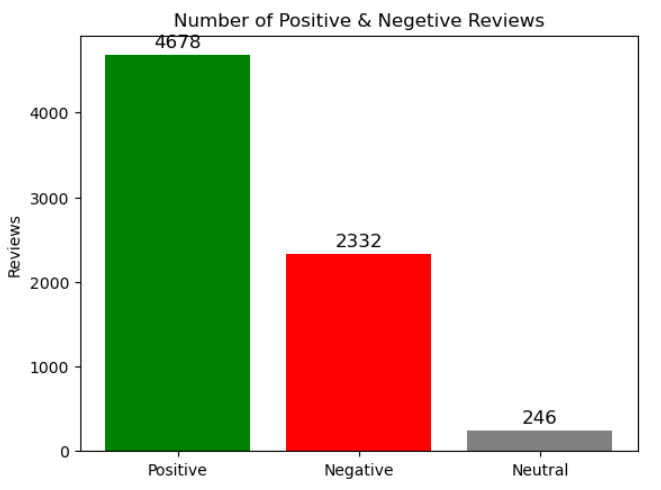 Number of Positive & Negetive Reviews
4678
4000
3000
2332
2000
1000
246
0
Reviews
Positive Negative Neutral